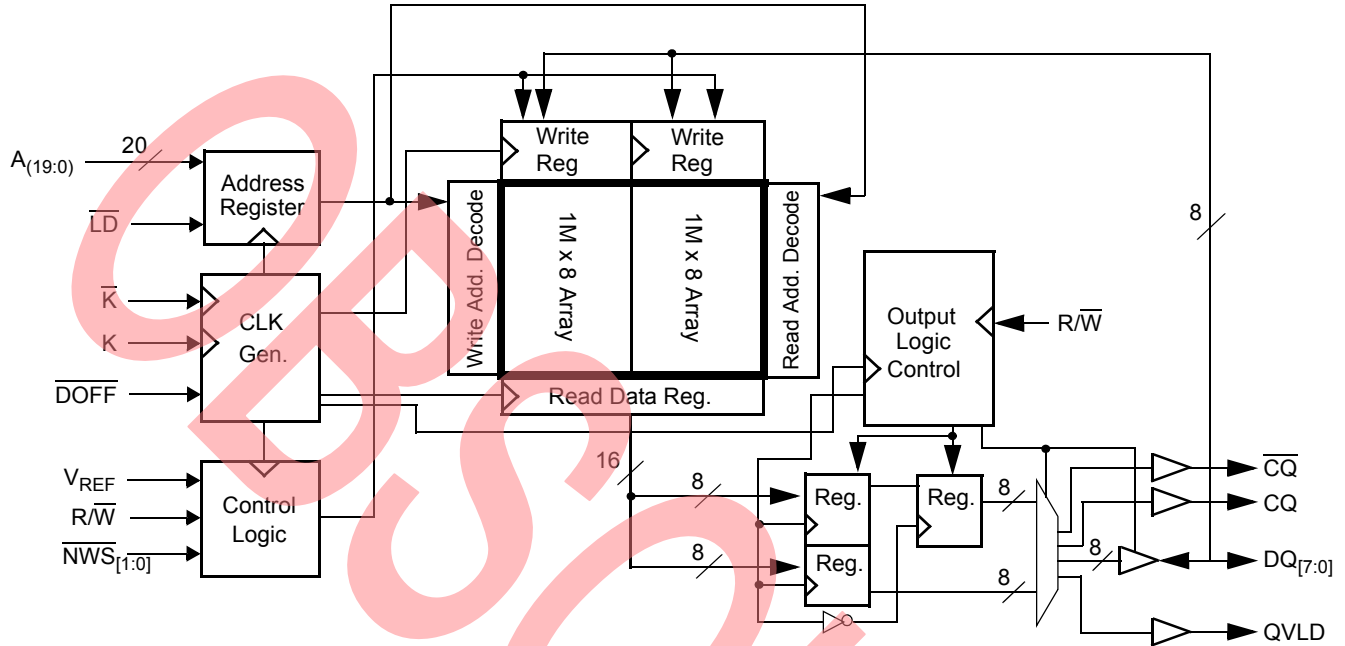 20
A(19:0)
LD
Address
Register
K
K
DOFF
CLK
Gen.
VREF
R/W
NWS[1:0]
Control
Logic
Write
Reg
Write
Reg
Write Add. Decode
1M x 8 Array
1M x 8 Array
Read Add. Decode
Read Data Reg.
8
Output
Logic
Control
R/W
16
8
8
Reg.
Reg.
Reg.
8
8
8
CQ
CQ
DQ[7:0]
QVLD
OBSO